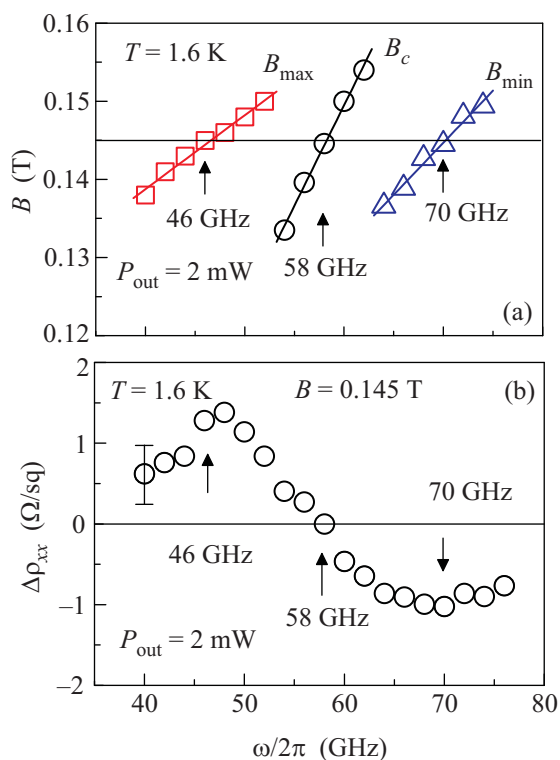 0.16
T = 1.6 K
B_max
B_c
B_min
0.15
B (T)
0.14
46 GHz
70 GHz
0.13
P_out = 2 mW
58 GHz
(a)
0.12
2
T = 1.6 K
B = 0.145 T
(b)
1
70 GHz
Δρ_xx (Ω/sq)
0
46 GHz
58 GHz
−1
P_out = 2 mW
−2
40 50 60 70 80
ω/2π (GHz)